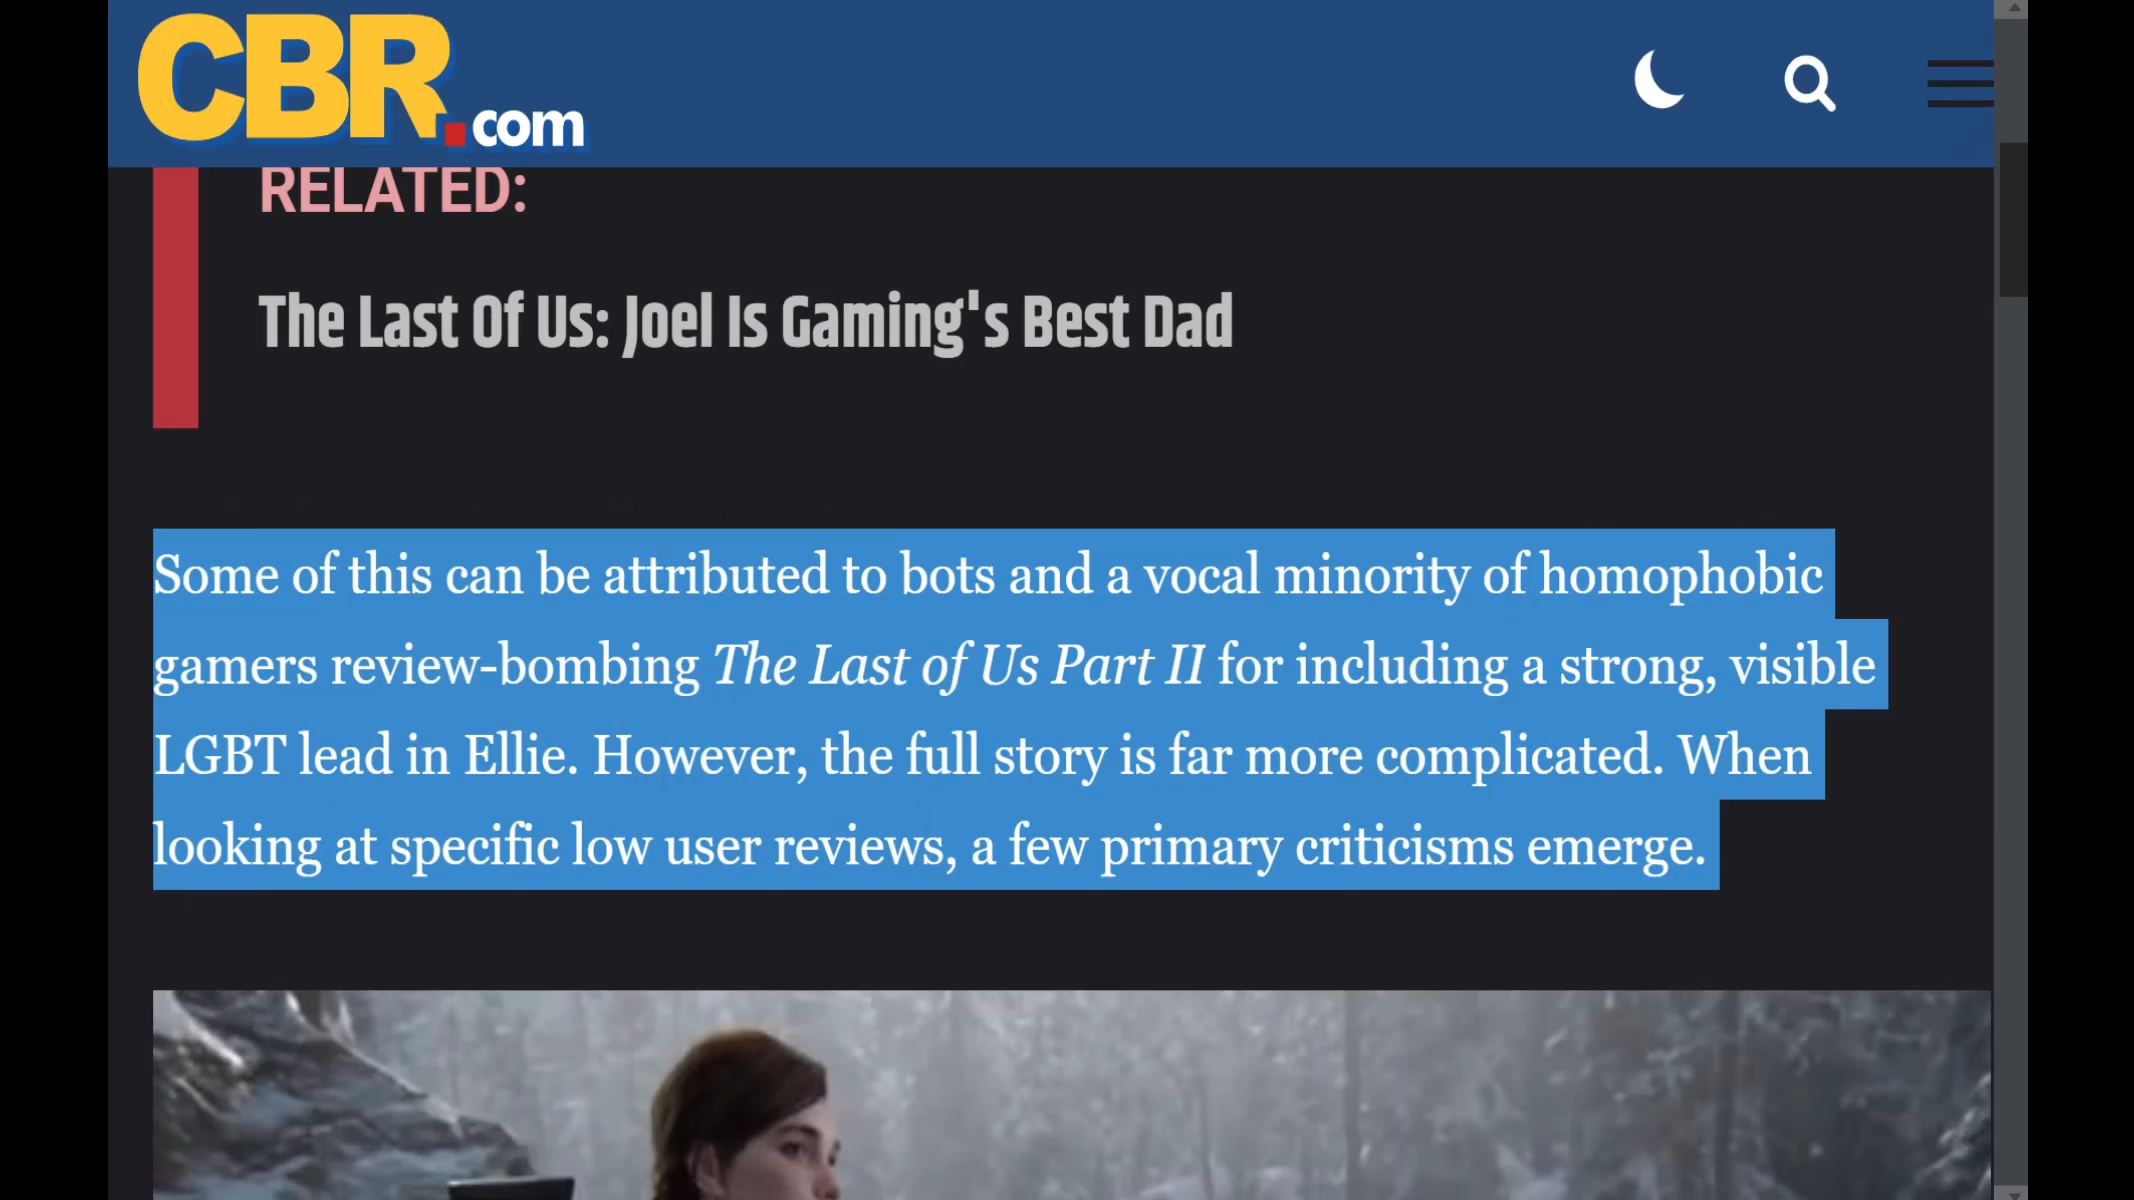 CBR.com
RELATED:
The Last Of Us: Joel Is Gaming's Best Dad
Some of this can be attributed to bots and a vocal minority of homophobic
gamers review-bombing The Last of Us Part II for including a strong, visible
LGBT lead in Ellie. However, the full story is far more complicated. When
looking at specific low user reviews, a few primary criticisms emerge.